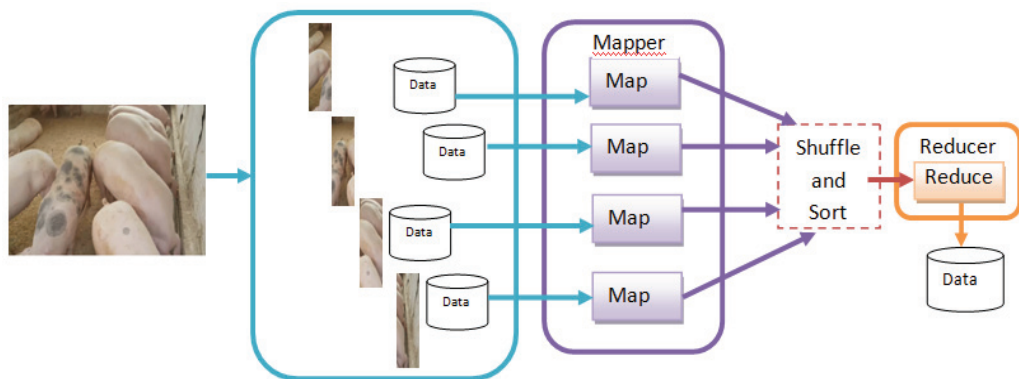 Mapper
Data
Map
Data
Map
Data
Map
Data
Map
Shuffle
and
Sort
Reducer
Reduce
Data